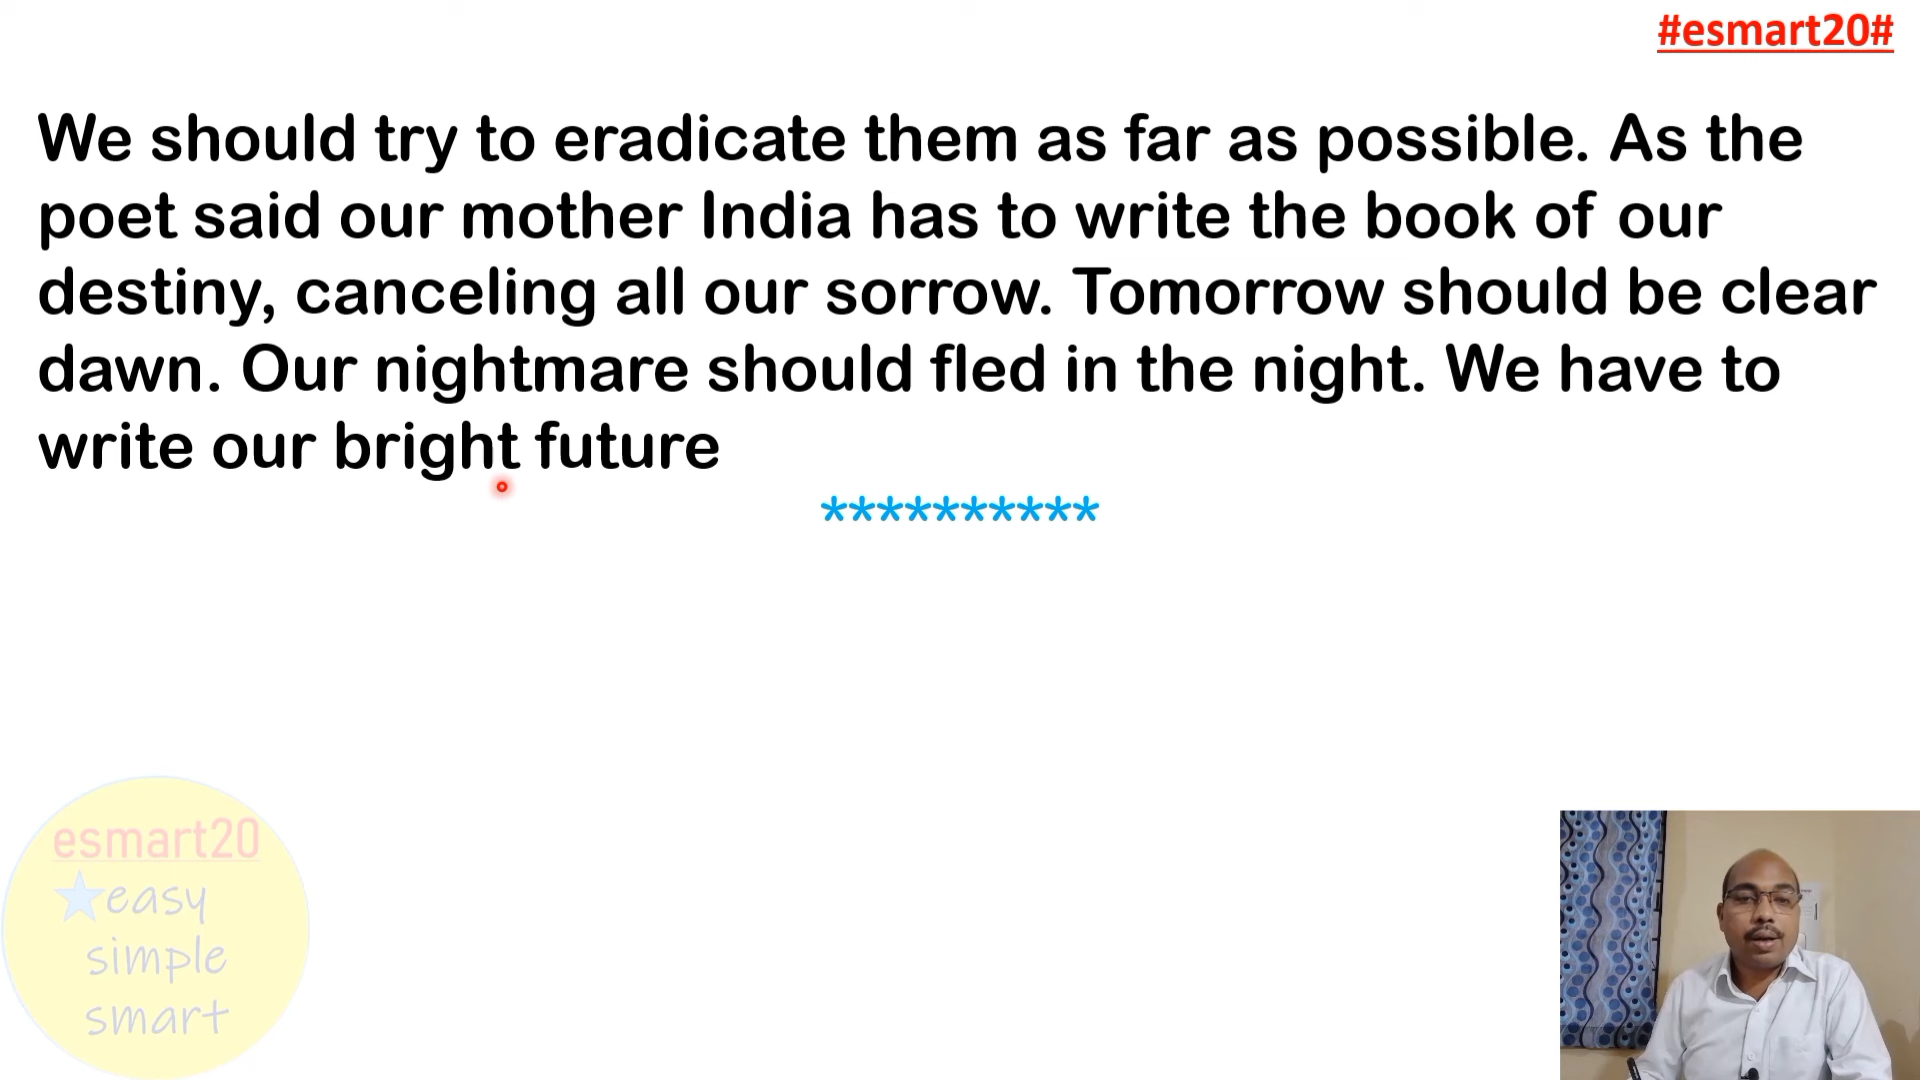 #esmart20#
We should try to eradicate them as far as possible. As the
poet said our mother India has to write the book of our
destiny, canceling all our sorrow. Tomorrow should be clear
dawn. Our nightmare should fled in the night. We have to
write our bright future
**********
esmart20
easy
simple
smart